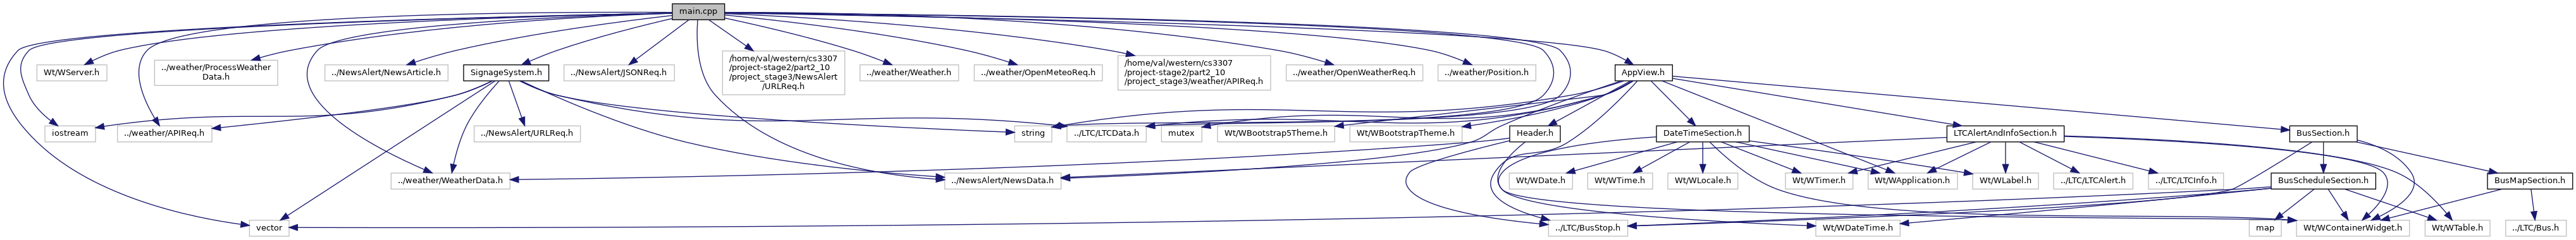 main.cpp
Wt/WServer.h
../weather/ProcessWeather
Data.h
../NewsAlert/NewsArticle.h
SignageSystem.h
../NewsAlert/JSONReq.h
/home/val/western/cs3307
/project-stage2/part2_10
/project_stage3/NewsAlert
/URLReq.h
../weather/Weather.h
../weather/OpenMeteoReq.h
/home/val/western/cs3307
/project-stage2/part2_10
/project_stage3/weather/APIReq.h
../weather/OpenWeatherReq.h
../weather/Position.h
AppView.h
iostream
../weather/APIReq.h
../NewsAlert/URLReq.h
string
../LTC/LTCData.h
mutex
Wt/WBootstrap5Theme.h
Wt/WBootstrapTheme.h
Header.h
DateTimeSection.h
LTCAlertAndInfoSection.h
BusSection.h
../weather/WeatherData.h
../NewsAlert/NewsData.h
Wt/WDate.h
Wt/WTime.h
Wt/WLocale.h
Wt/WTimer.h
Wt/WApplication.h
Wt/WLabel.h
../LTC/LTCAlert.h
../LTC/LTCInfo.h
BusScheduleSection.h
BusMapSection.h
vector
../LTC/BusStop.h
Wt/WDateTime.h
map
Wt/WContainerWidget.h
Wt/WTable.h
../LTC/Bus.h